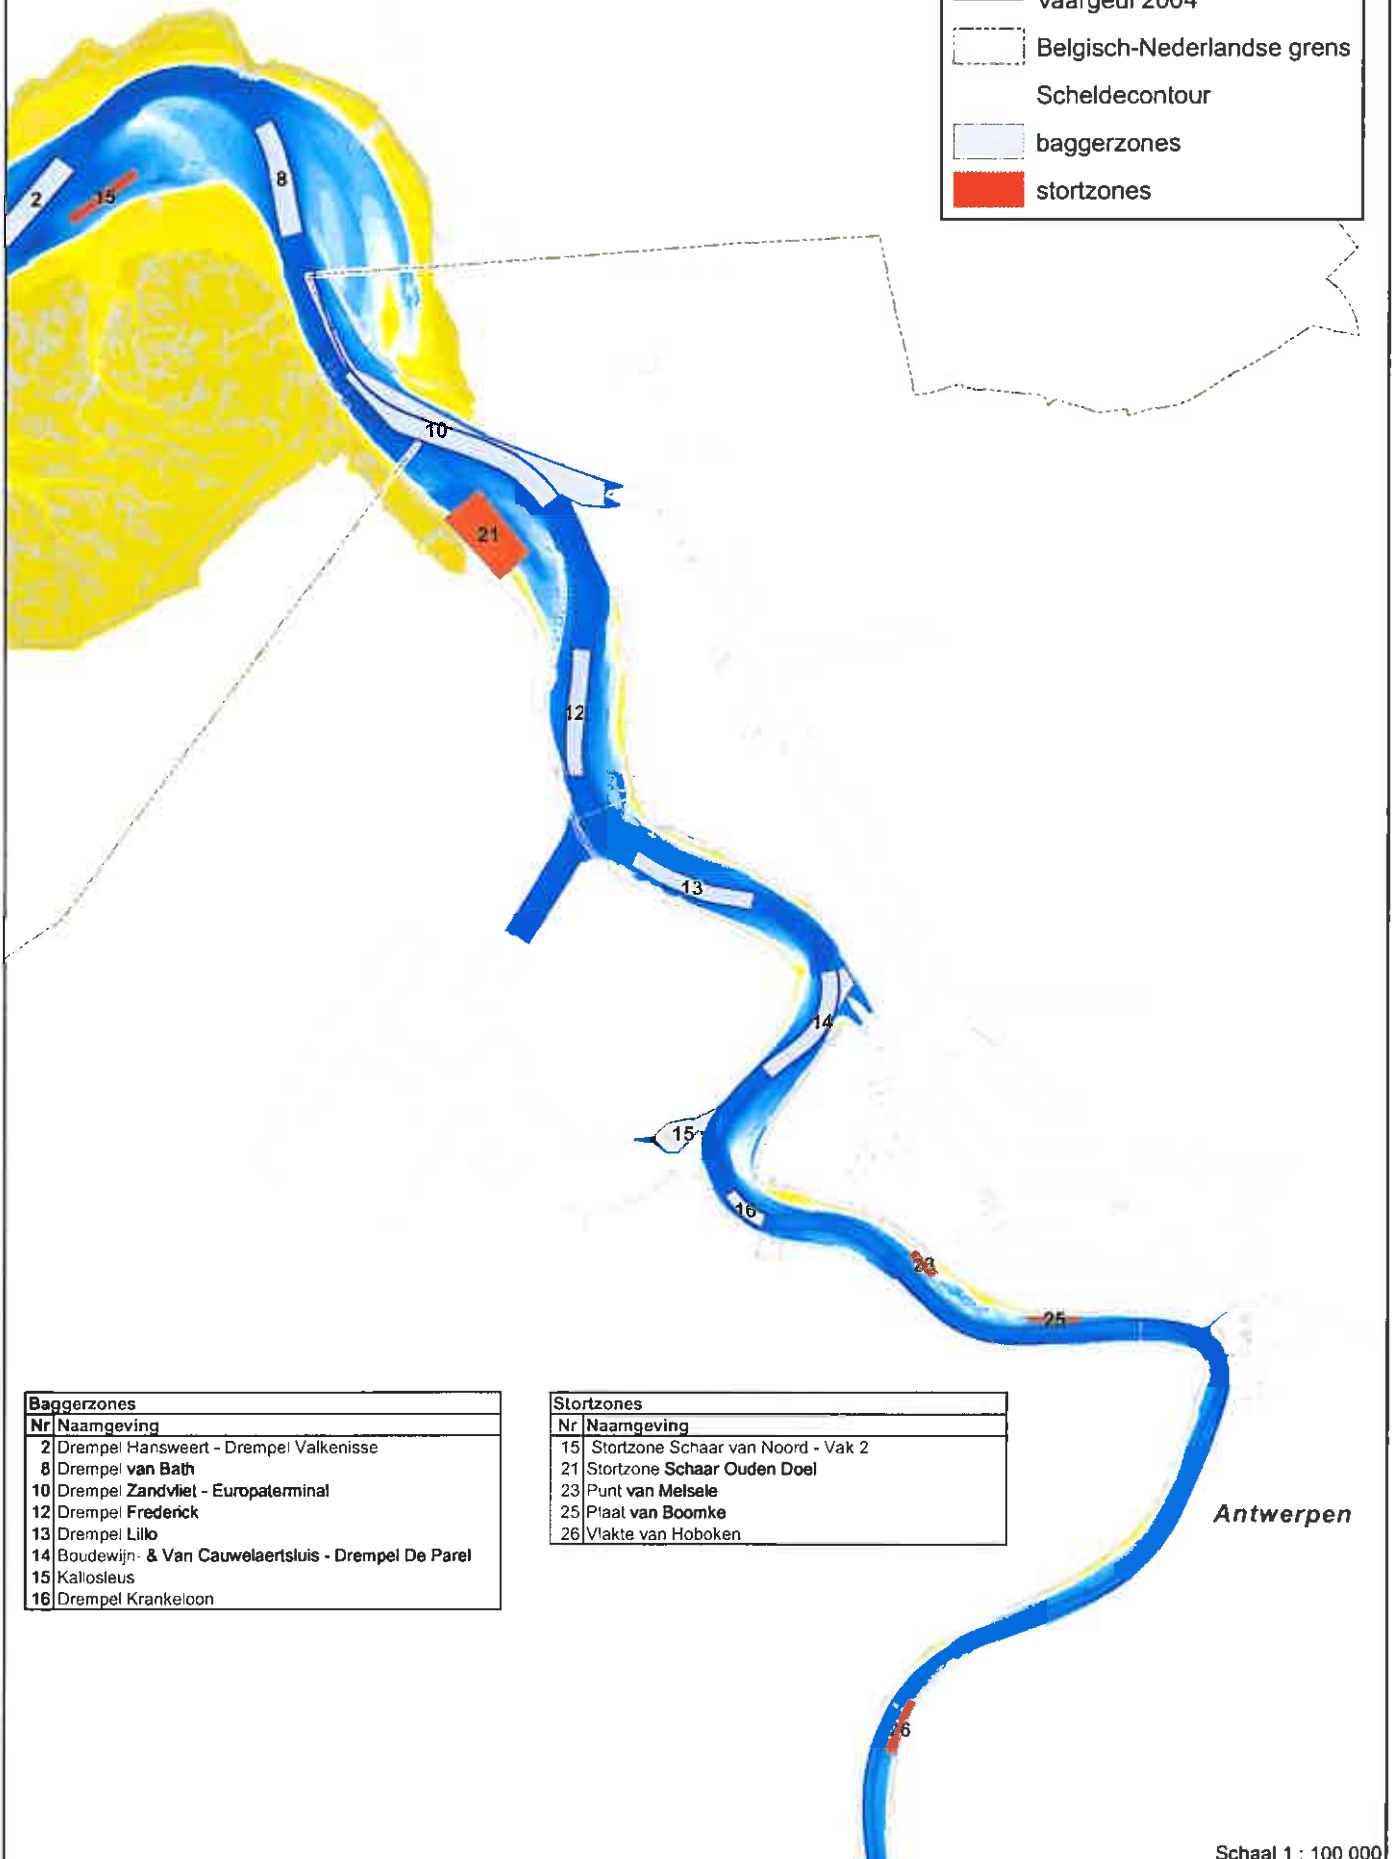 Vaargeul 2004
Belgisch-Nederlandse grens
Scheldecontour
baggerzones
stortzones
2
15
8
10
21
12
13
14
15
16
23
25
26
Antwerpen
Baggerzones
Nr Naamgeving
2 Drempel Hansweert - Drempel Valkenisse
8 Drempel van Bath
10 Drempel Zandvliet - Europaterminal
12 Drempel Frederick
13 Drempel Lillo
14 Boudewijn- & Van Cauwelaertsluis - Drempel De Parel
15 Kallosleus
16 Drempel Krankeloon
Stortzones
Nr Naamgeving
15 Stortzone Schaar van Noord - Vak 2
21 Stortzone Schaar Ouden Doel
23 Punt van Melsele
25 Plaat van Boomke
26 Vlakte van Hoboken
Schaal 1 : 100 000